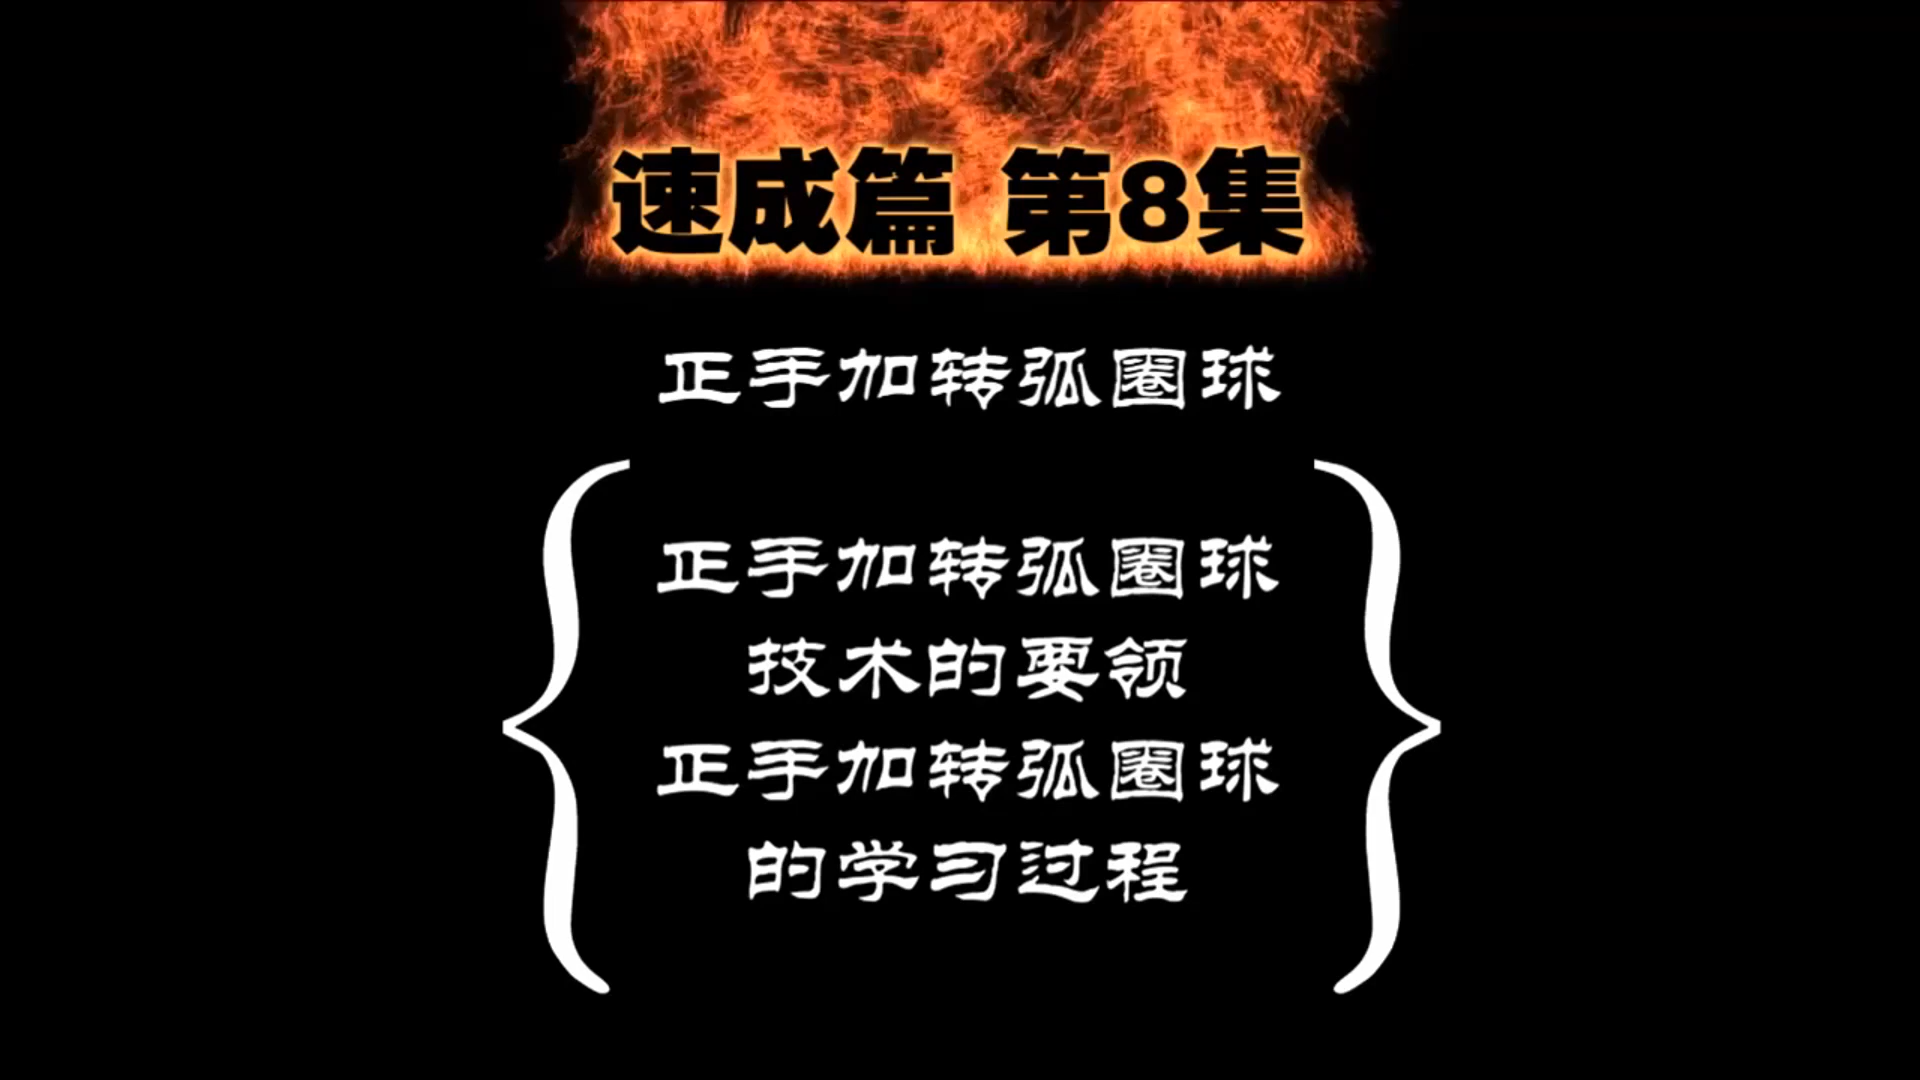 速成篇 第8集
正手加转弧圈球
正手加转弧圈球
技术的要领
正手加转弧圈球
的学习过程